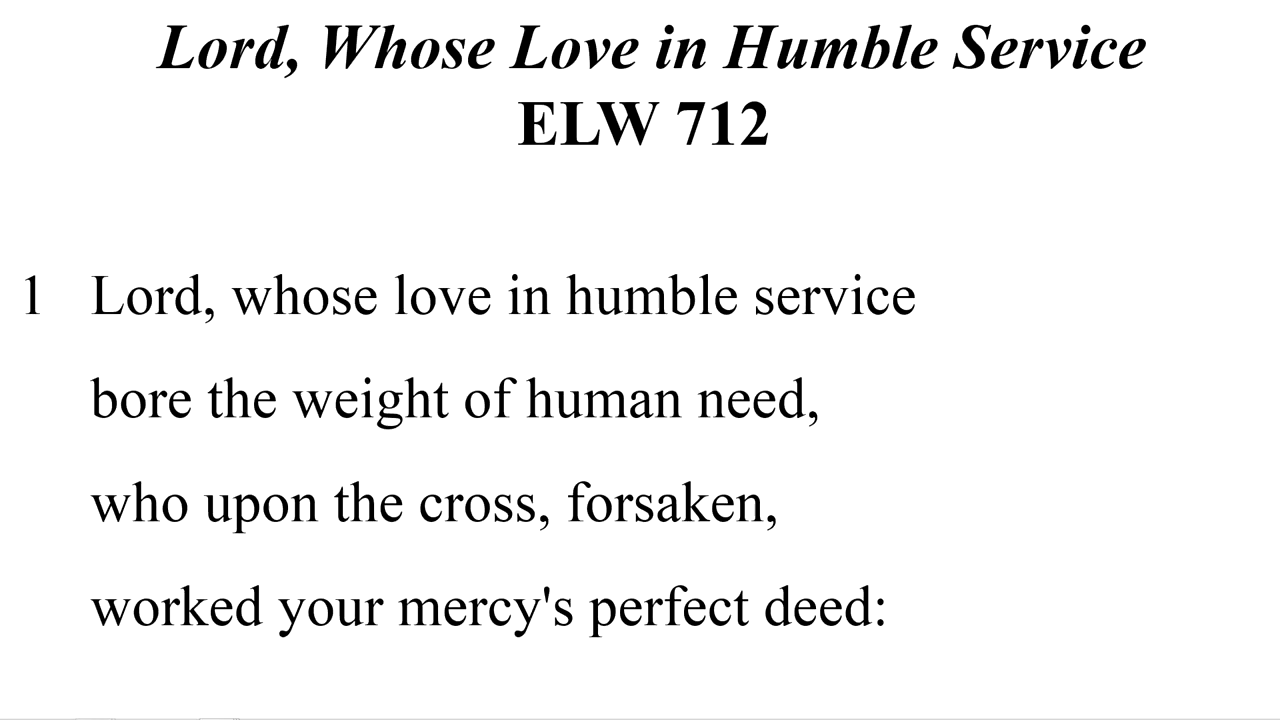 Lord, Whose Love in Humble Service
ELW 712
1 Lord, whose love in humble service
bore the weight of human need,
who upon the cross, forsaken,
worked your mercy's perfect deed: